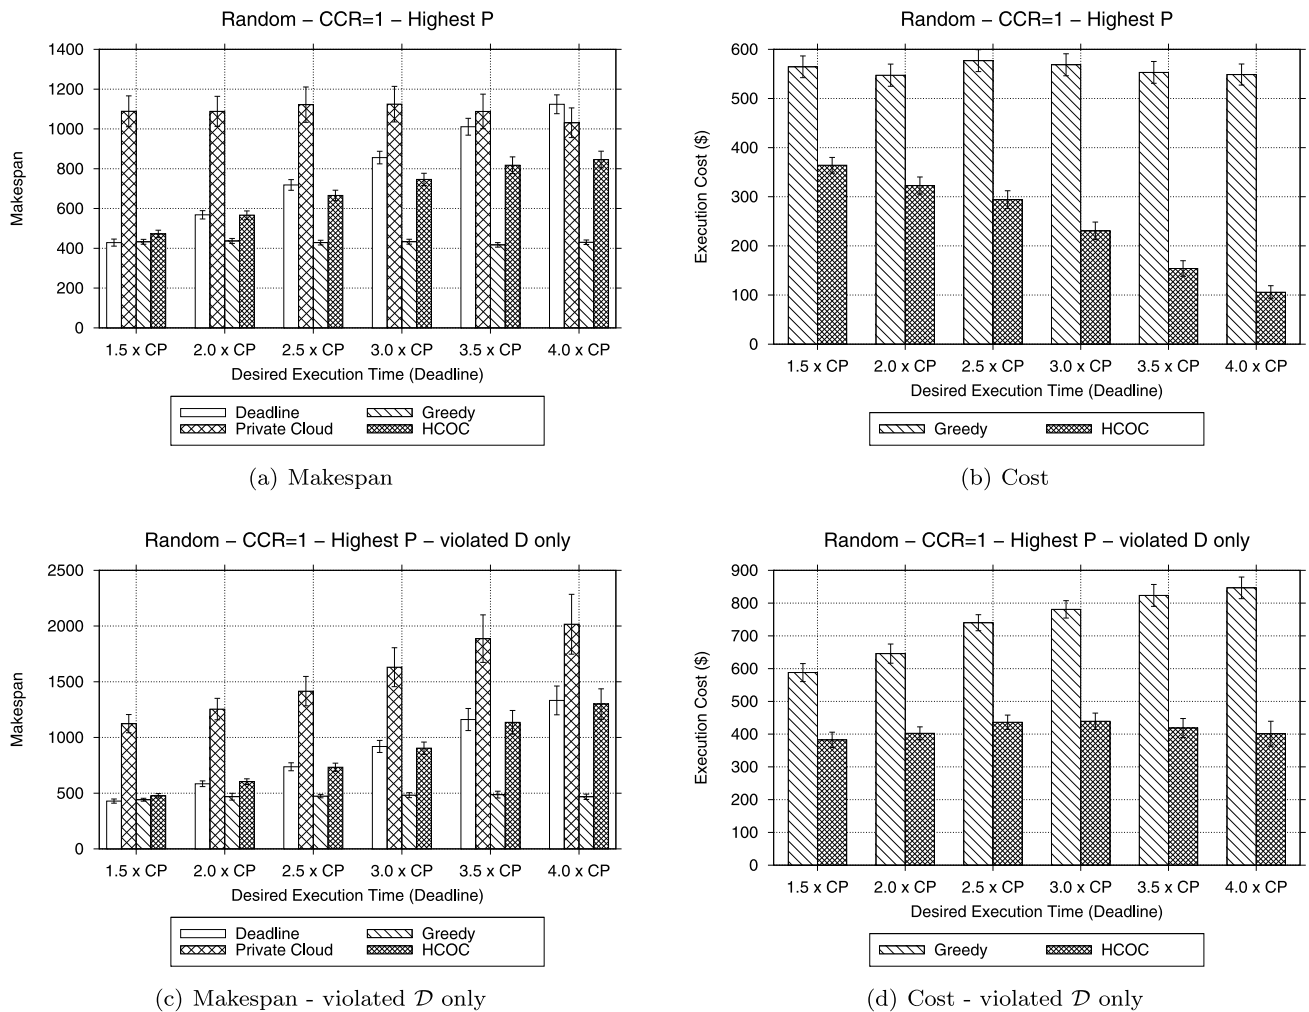 Random – CCR=1 – Highest P
1400
1200
1000
800
600
400
200
0
Makespan
1.5 x CP 2.0 x CP 2.5 x CP 3.0 x CP 3.5 x CP 4.0 x CP
Desired Execution Time (Deadline)
Deadline Greedy
Private Cloud HCOC
(a) Makespan
Random – CCR=1 – Highest P
600
500
400
300
200
100
0
Execution Cost ($)
1.5 x CP 2.0 x CP 2.5 x CP 3.0 x CP 3.5 x CP 4.0 x CP
Desired Execution Time (Deadline)
Greedy HCOC
(b) Cost
Random – CCR=1 – Highest P – violated D only
2500
2000
1500
1000
500
0
Makespan
1.5 x CP 2.0 x CP 2.5 x CP 3.0 x CP 3.5 x CP 4.0 x CP
Desired Execution Time (Deadline)
Deadline Greedy
Private Cloud HCOC
(c) Makespan - violated 𝒟 only
Random – CCR=1 – Highest P – violated D only
900
800
700
600
500
400
300
200
100
0
Execution Cost ($)
1.5 x CP 2.0 x CP 2.5 x CP 3.0 x CP 3.5 x CP 4.0 x CP
Desired Execution Time (Deadline)
Greedy HCOC
(d) Cost - violated 𝒟 only